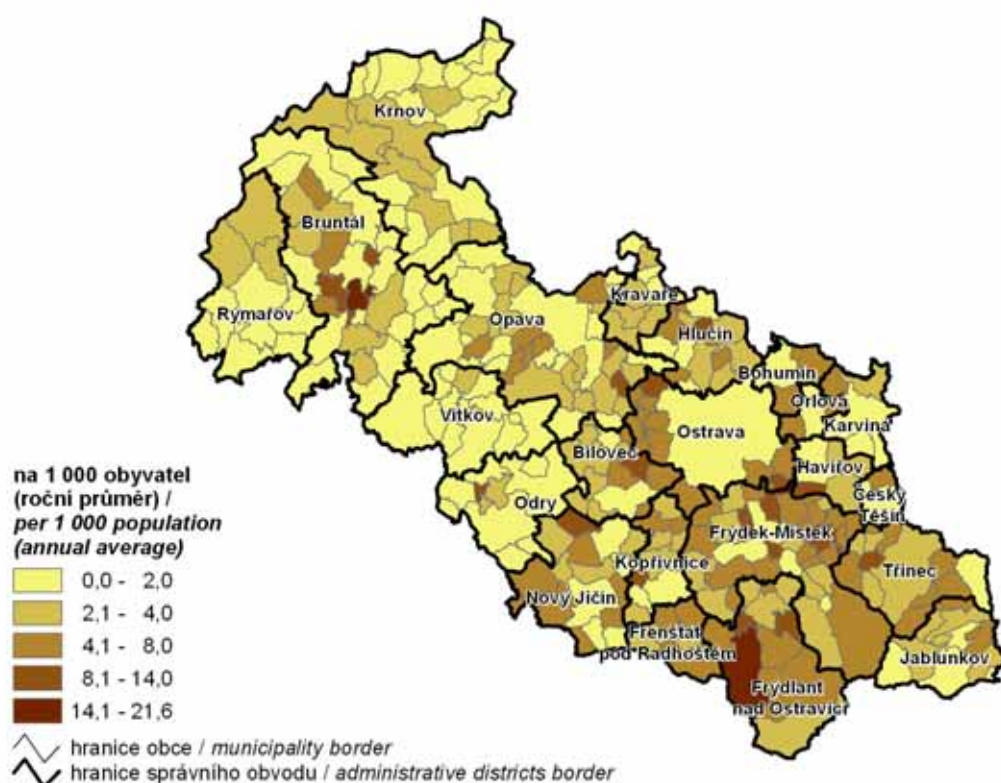 Krnov
Bruntál
Rýmařov
Opava
Kravaře
Hlučín
Bohumín
Orlová
Karviná
Vítkov
Bílovec
Ostrava
Havířov
Český
Těšín
Odry
Frýdek-Místek
Kopřivnice
Třinec
Nový Jičín
Frenštát
pod Radhoštěm
Jablunkov
Frýdlant
nad Ostravicí
na 1 000 obyvatel
(roční průměr) /
per 1 000 population
(annual average)
0,0 - 2,0
2,1 - 4,0
4,1 - 8,0
8,1 - 14,0
14,1 - 21,6
hranice obce / municipality border
hranice správního obvodu / administrative districts border